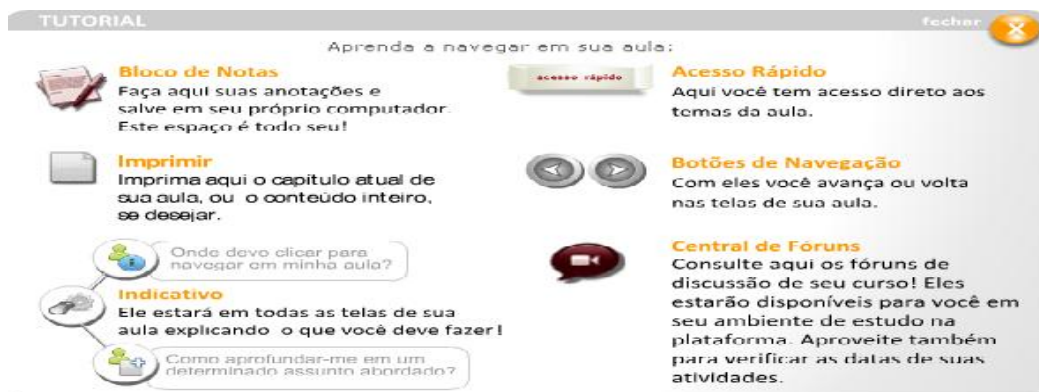 TUTORIAL
fechar
X
Aprenda a navegar em sua aula:
Bloco de Notas
Faça aqui suas anotações e
salve em seu próprio computador.
Este espaço é todo seu!
Imprimir
Imprima aqui o capítulo atual de
sua aula, ou o conteúdo inteiro,
se desejar.
Onde devo clicar para
navegar em minha aula?
Indicativo
Ele estará em todas as telas de sua
aula explicando o que você deve fazer!
Como aprofundar-me em um
determinado assunto abordado?
acesso rápido
Acesso Rápido
Aqui você tem acesso direto aos
temas da aula.
Botões de Navegação
Com eles você avança ou volta
nas telas de sua aula.
Central de Fóruns
Consulte aqui os fóruns de
discussão de seu curso! Eles
estarão disponíveis para você em
seu ambiente de estudo na
plataforma. Aproveite também
para verificar as datas de suas
atividades.